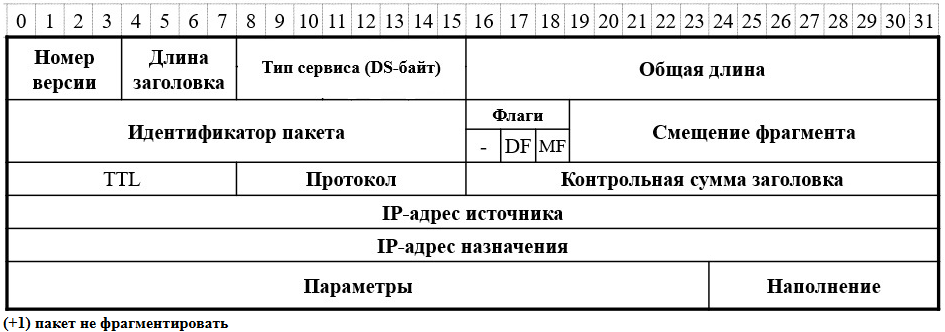 0 1 2 3 4 5 6 7 8 9 10 11 12 13 14 15 16 17 18 19 20 21 22 23 24 25 26 27 28 29 30 31
Номер версии
Длина заголовка
Тип сервиса (DS-байт)
Общая длина
Идентификатор пакета
Флаги
- DF MF
Смещение фрагмента
TTL
Протокол
Контрольная сумма заголовка
IP-адрес источника
IP-адрес назначения
Параметры
Наполнение
(+1) пакет не фрагментировать